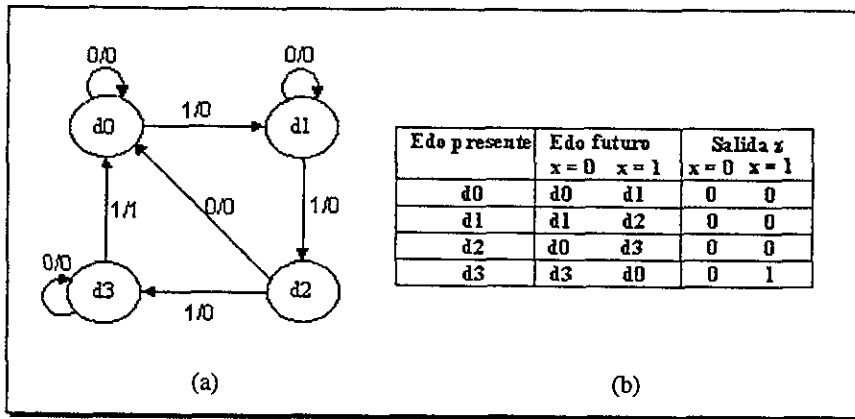 0/0
0/0
d0
1/0
d1
1/1
0/0
1/0
0/0
d3
1/0
d2
(a)
Edo presente Edo futuro Salida z
x = 0 x = 1 x = 0 x = 1
d0 d0 d1 0 0
d1 d1 d2 0 0
d2 d0 d3 0 0
d3 d3 d0 0 1
(b)